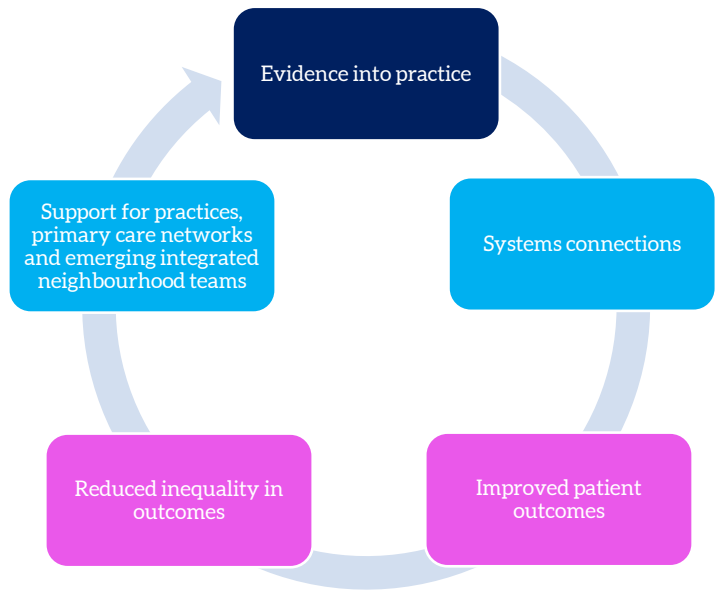 Evidence into practice
Systems connections
Improved patient
outcomes
Reduced inequality in
outcomes
Support for practices,
primary care networks
and emerging integrated
neighbourhood teams